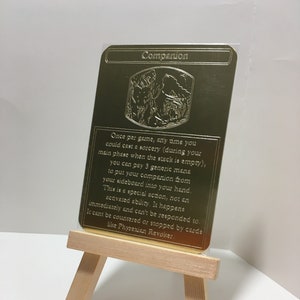 Companion
Once per game, any time you
could cast a sorcery (during your
main phase when the stack is empty),
you can pay 3 generic mana
to put your companion from
your sideboard into your hand.
This is a special action, not an
activated ability. It happens
immediately and can't be responded to.
It cant be countered or stopped by cards
like Phyrexian Revoker.